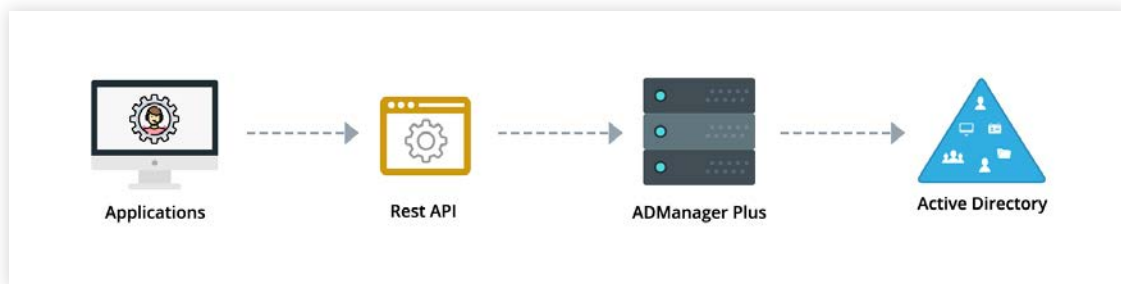 Applications
Rest API
ADManager Plus
Active Directory